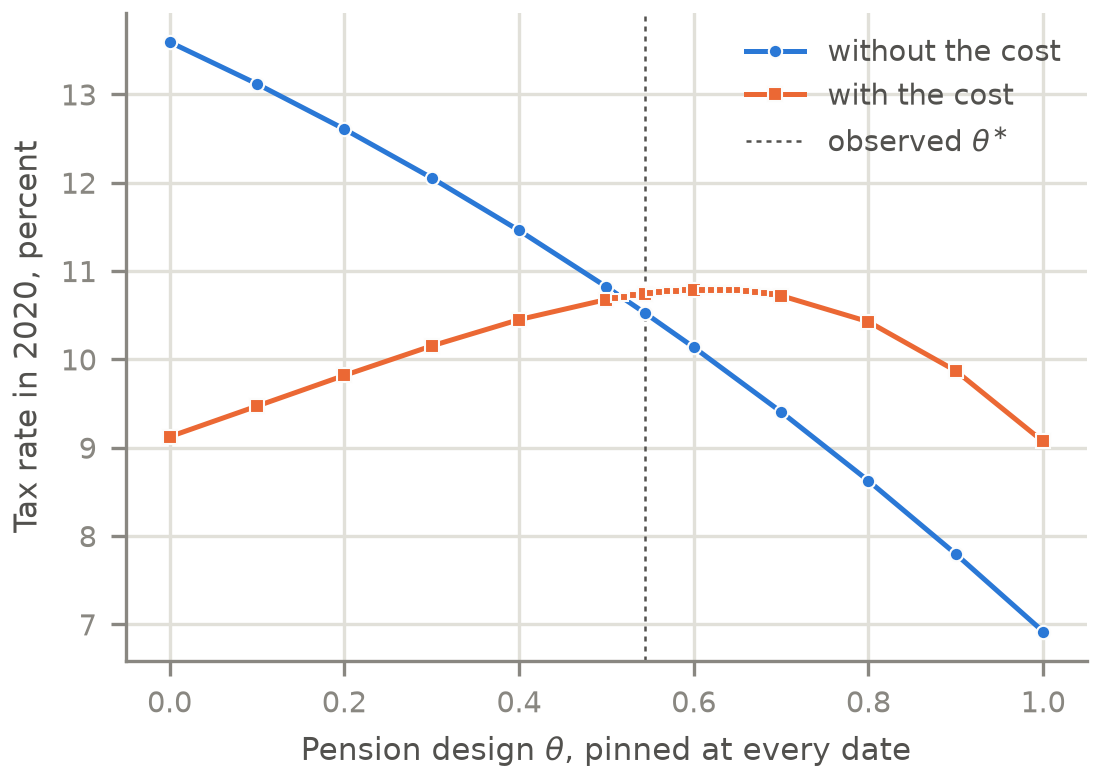 without the cost
with the cost
observed θ*
13
12
11
10
9
8
7
Tax rate in 2020, percent
0.0 0.2 0.4 0.6 0.8 1.0
Pension design θ, pinned at every date